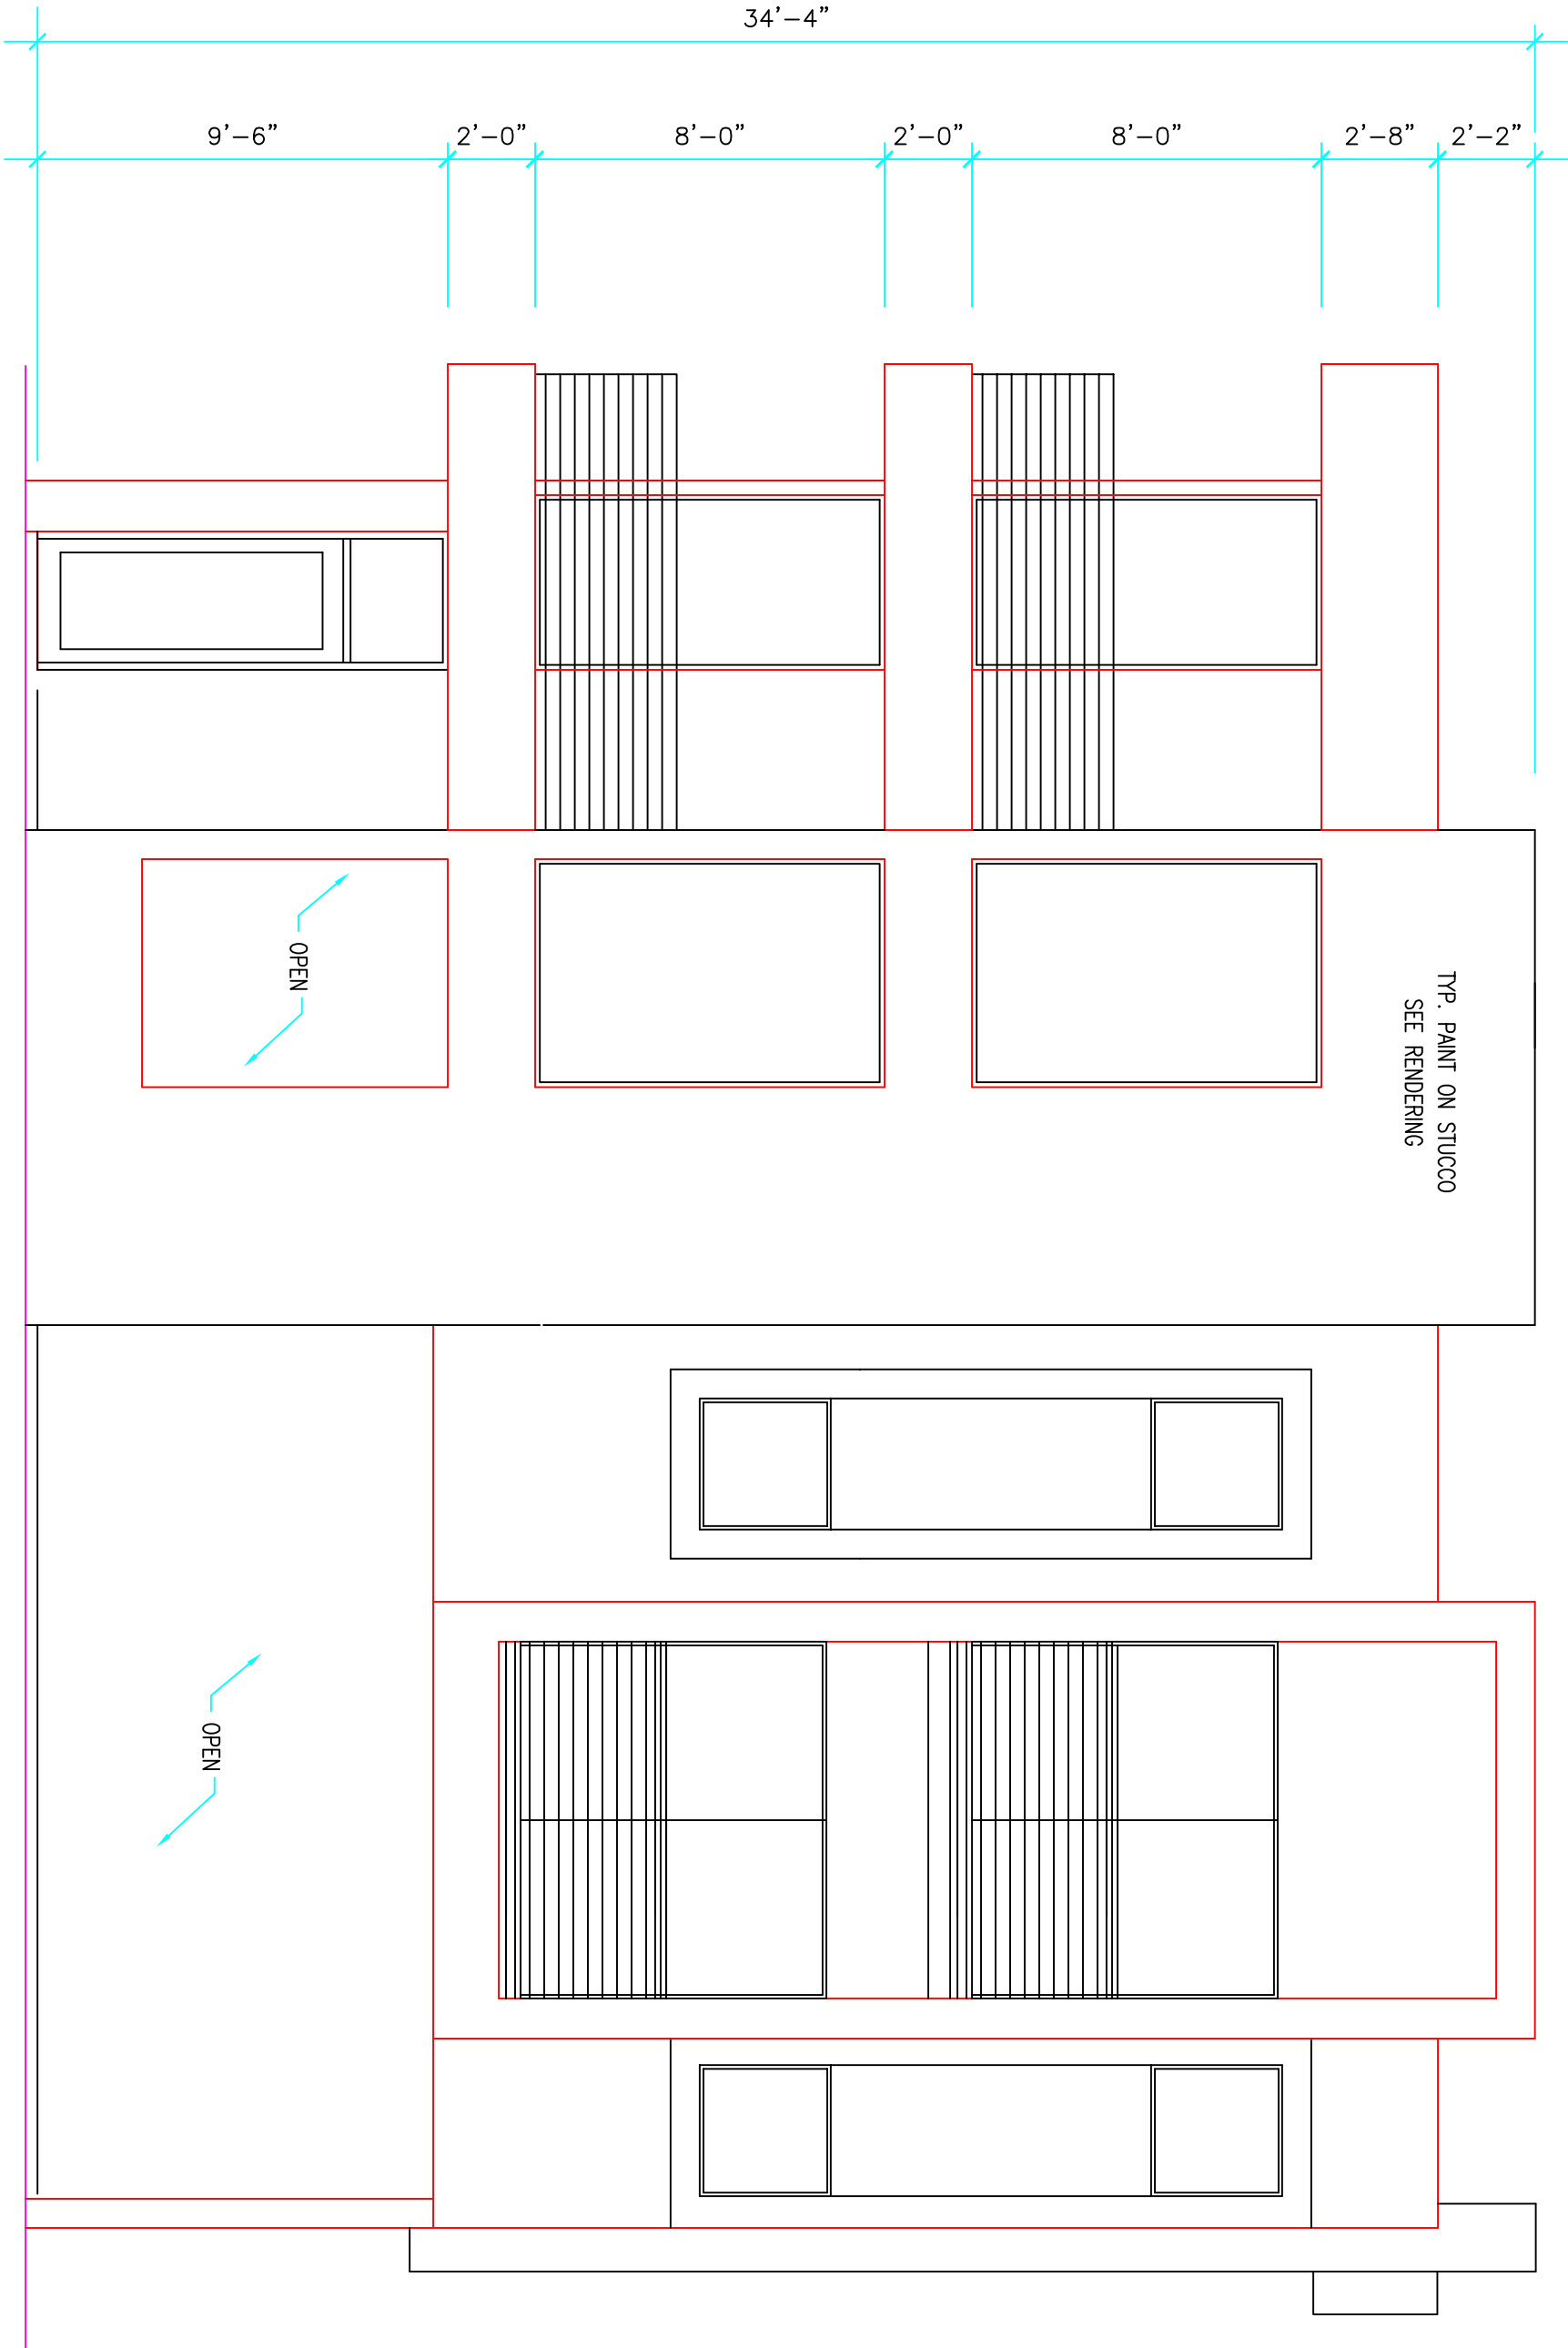 34'-4"
9'-6"
2'-0"
8'-0"
2'-0"
8'-0"
2'-8"
2'-2"
OPEN
TYP. PAINT ON STUCCO
SEE RENDERING
OPEN